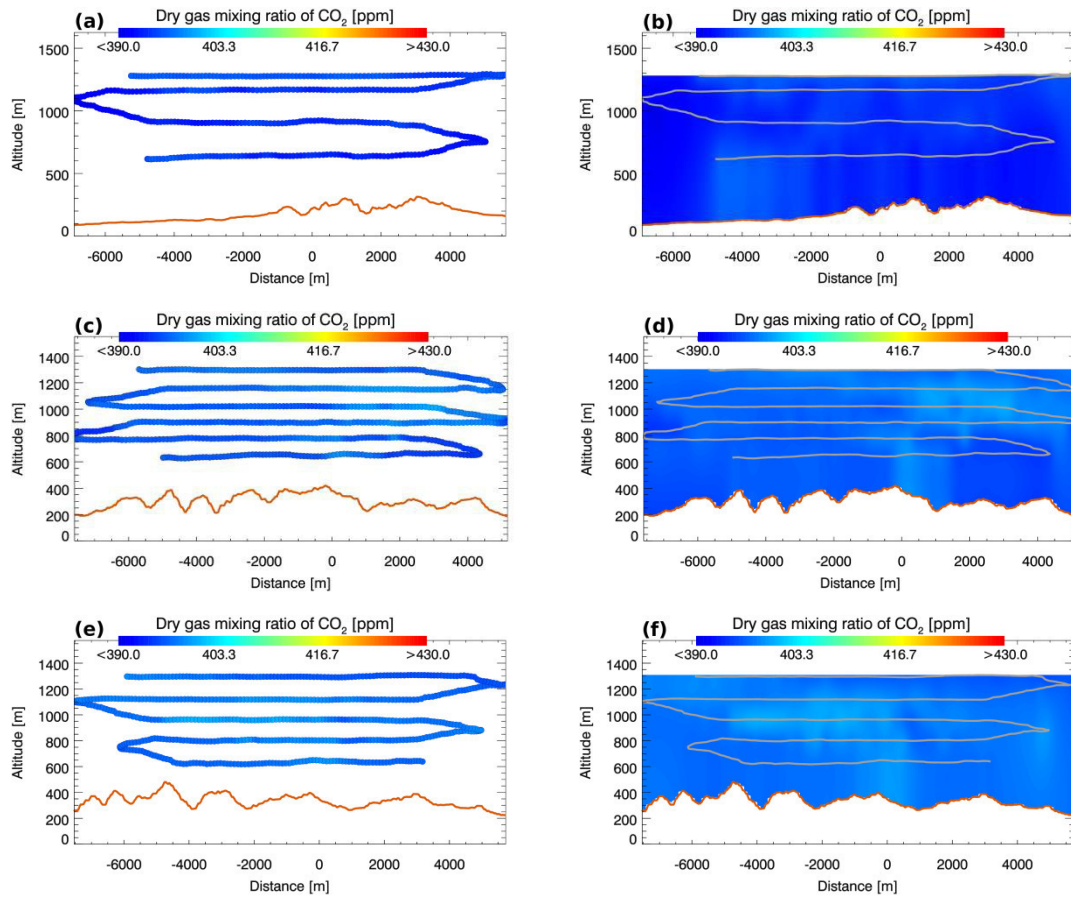 (a) Dry gas mixing ratio of CO₂ [ppm]
<390.0 403.3 416.7 >430.0
1500
1000
500
0
Altitude [m]
-6000 -4000 -2000 0 2000 4000
Distance [m]
(b) Dry gas mixing ratio of CO₂ [ppm]
<390.0 403.3 416.7 >430.0
1500
1000
500
0
Altitude [m]
-6000 -4000 -2000 0 2000 4000
Distance [m]
(c) Dry gas mixing ratio of CO₂ [ppm]
<390.0 403.3 416.7 >430.0
1400
1200
1000
800
600
400
200
0
Altitude [m]
-6000 -4000 -2000 0 2000 4000
Distance [m]
(d) Dry gas mixing ratio of CO₂ [ppm]
<390.0 403.3 416.7 >430.0
1400
1200
1000
800
600
400
200
0
Altitude [m]
-6000 -4000 -2000 0 2000 4000
Distance [m]
(e) Dry gas mixing ratio of CO₂ [ppm]
<390.0 403.3 416.7 >430.0
1400
1200
1000
800
600
400
200
0
Altitude [m]
-6000 -4000 -2000 0 2000 4000
Distance [m]
(f) Dry gas mixing ratio of CO₂ [ppm]
<390.0 403.3 416.7 >430.0
1400
1200
1000
800
600
400
200
0
Altitude [m]
-6000 -4000 -2000 0 2000 4000
Distance [m]